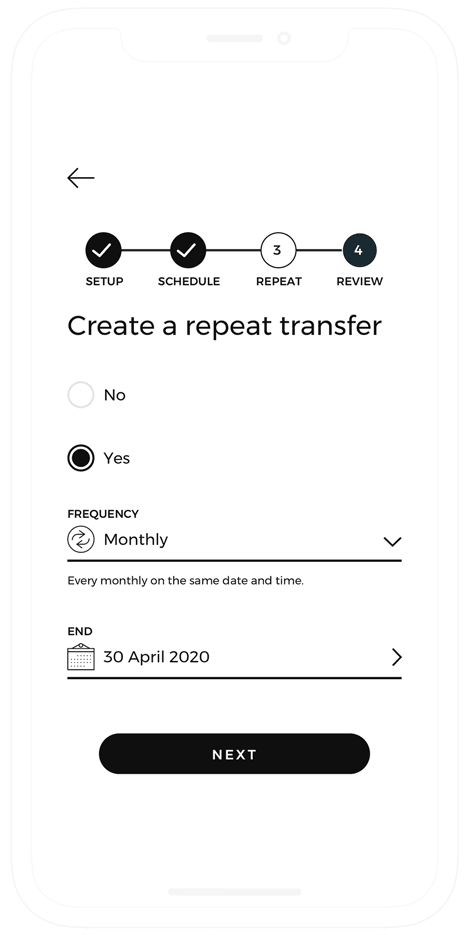 3
4
SETUP SCHEDULE REPEAT REVIEW
Create a repeat transfer
No
Yes
FREQUENCY
Monthly
Every monthly on the same date and time.
END
30 April 2020
NEXT